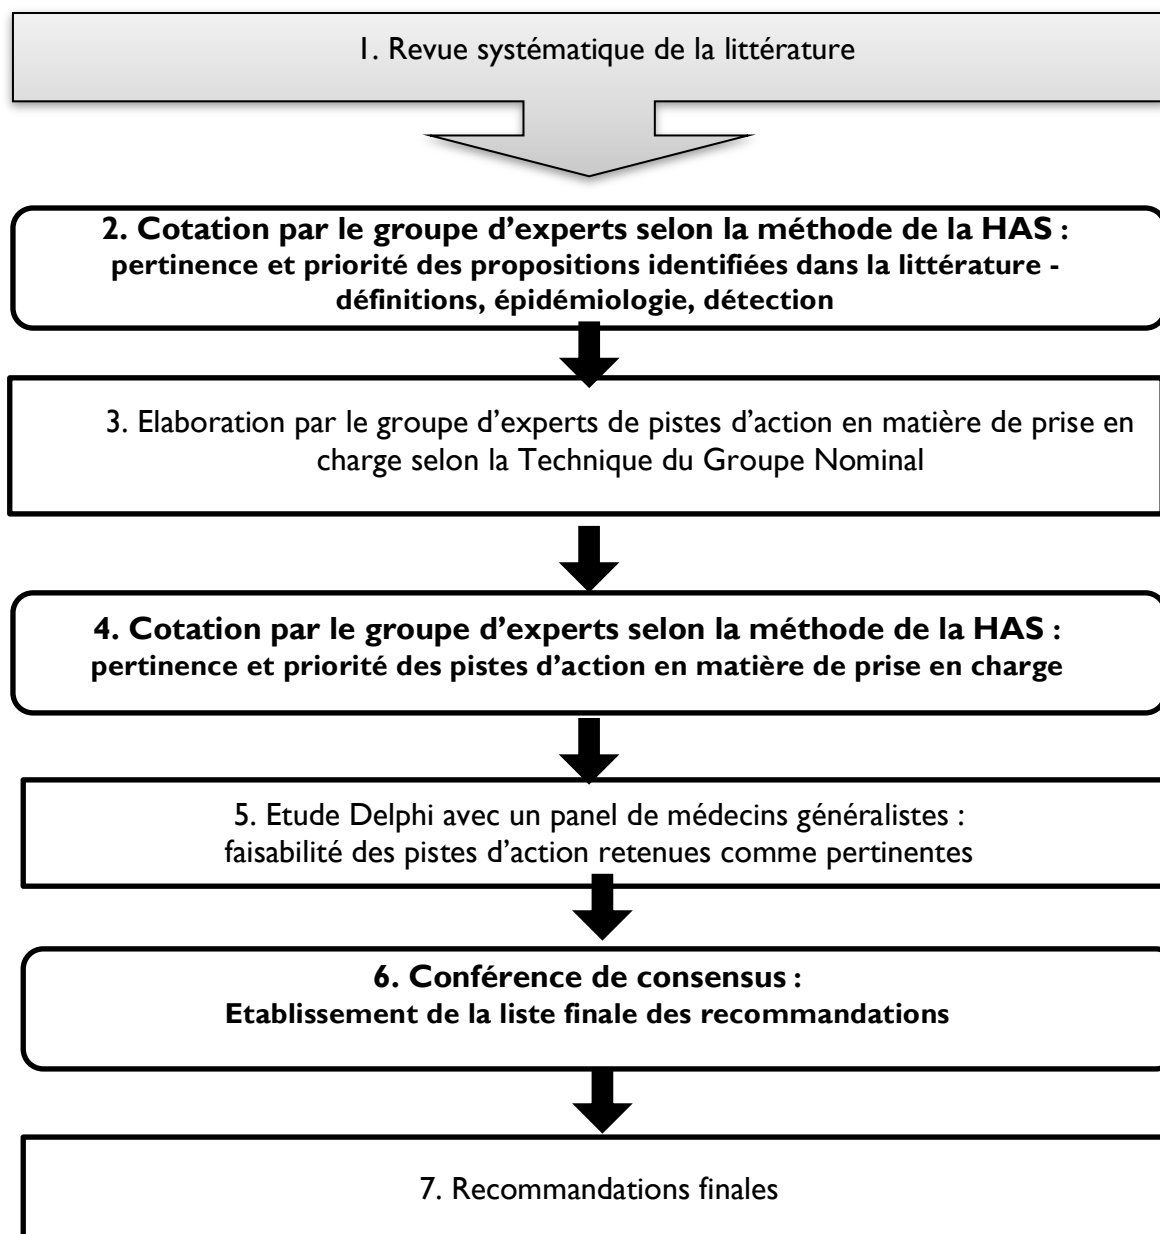 1. Revue systématique de la littérature
2. Cotation par le groupe d’experts selon la méthode de la HAS :
pertinence et priorité des propositions identifiées dans la littérature -
définitions, épidémiologie, détection
3. Elaboration par le groupe d’experts de pistes d’action en matière de prise en
charge selon la Technique du Groupe Nominal
4. Cotation par le groupe d’experts selon la méthode de la HAS :
pertinence et priorité des pistes d’action en matière de prise en charge
5. Etude Delphi avec un panel de médecins généralistes :
faisabilité des pistes d’action retenues comme pertinentes
6. Conférence de consensus :
Etablissement de la liste finale des recommandations
7. Recommandations finales